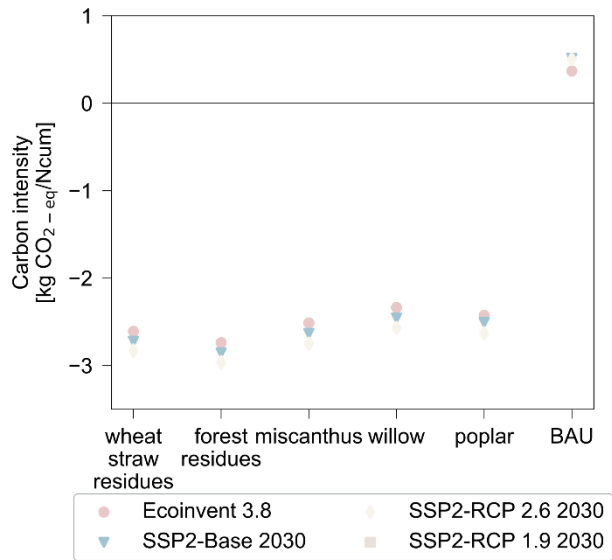 Carbon intensity
[kg CO2 – eq/Ncum]
1
0
−1
−2
−3
wheat straw residues
forest residues
miscanthus
willow
poplar
BAU
Ecoinvent 3.8
SSP2-Base 2030
SSP2-RCP 2.6 2030
SSP2-RCP 1.9 2030